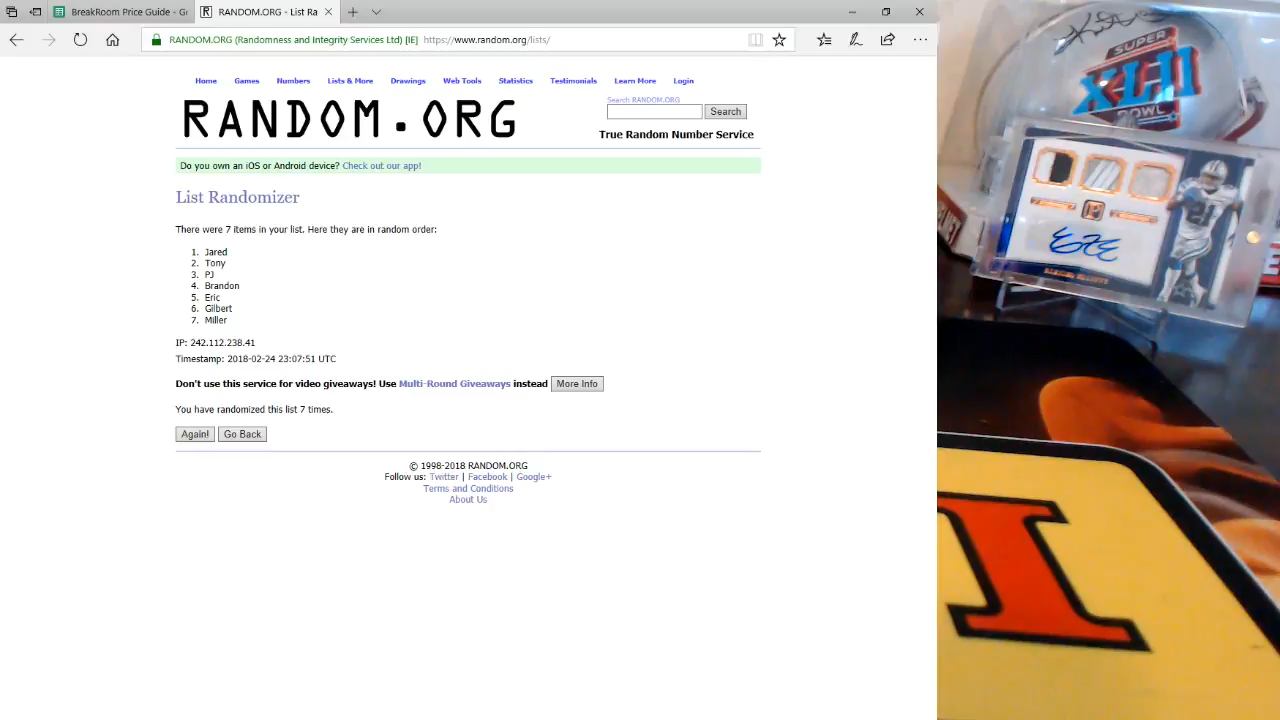 BreakRoom Price Guide - Go
RANDOM.ORG - List Ra
RANDOM.ORG (Randomness and Integrity Services Ltd) [IE] https://www.random.org/lists/
Home Games Numbers Lists & More Drawings Web Tools Statistics Testimonials Learn More Login
RANDOM.ORG
Search RANDOM.ORG
Search
True Random Number Service
Do you own an iOS or Android device? Check out our app!
List Randomizer
There were 7 items in your list. Here they are in random order:
1. Jared
2. Tony
3. PJ
4. Brandon
5. Eric
6. Gilbert
7. Miller
IP: 242.112.238.41
Timestamp: 2018-02-24 23:07:51 UTC
Don't use this service for video giveaways! Use Multi-Round Giveaways instead More Info
You have randomized this list 7 times.
Again! Go Back
© 1998-2018 RANDOM.ORG
Follow us: Twitter | Facebook | Google+
Terms and Conditions
About Us
SUPER
XLII
BOWL
21
I